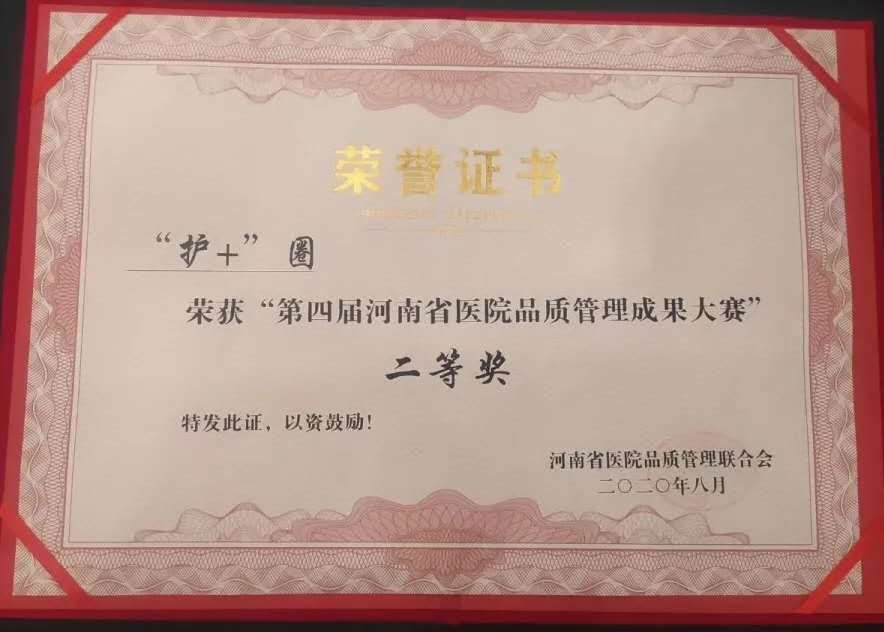 荣誉证书
“护+”圈
荣获“第四届河南省医院品质管理成果大赛”
二等奖
特发此证，以资鼓励！
河南省医院品质管理联合会
二〇二〇年八月